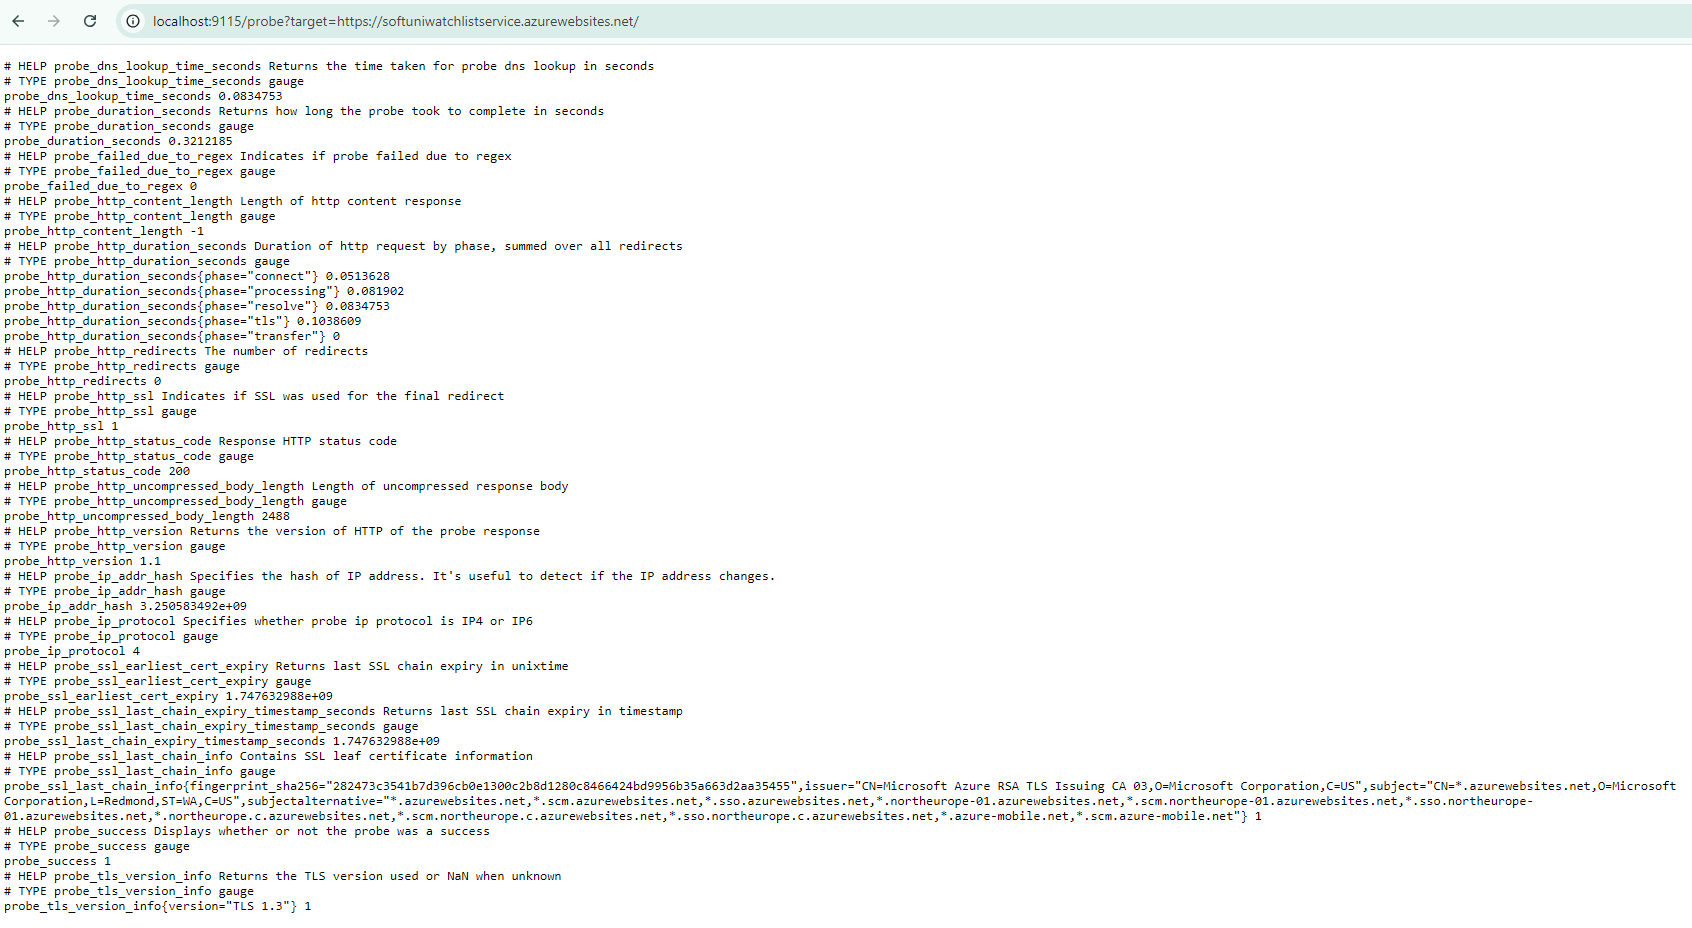 localhost:9115/probe?target=https://softuniwatchlistservice.azurewebsites.net/
# HELP probe_dns_lookup_time_seconds Returns the time taken for probe dns lookup in seconds
# TYPE probe_dns_lookup_time_seconds gauge
probe_dns_lookup_time_seconds 0.0834753
# HELP probe_duration_seconds Returns how long the probe took to complete in seconds
# TYPE probe_duration_seconds gauge
probe_duration_seconds 0.3212185
# HELP probe_failed_due_to_regex Indicates if probe failed due to regex
# TYPE probe_failed_due_to_regex gauge
probe_failed_due_to_regex 0
# HELP probe_http_content_length Length of http content response
# TYPE probe_http_content_length gauge
probe_http_content_length -1
# HELP probe_http_duration_seconds Duration of http request by phase, summed over all redirects
# TYPE probe_http_duration_seconds gauge
probe_http_duration_seconds{phase="connect"} 0.0513628
probe_http_duration_seconds{phase="processing"} 0.081902
probe_http_duration_seconds{phase="resolve"} 0.0834753
probe_http_duration_seconds{phase="tls"} 0.1038609
probe_http_duration_seconds{phase="transfer"} 0
# HELP probe_http_redirects The number of redirects
# TYPE probe_http_redirects gauge
probe_http_redirects 0
# HELP probe_http_ssl Indicates if SSL was used for the final redirect
# TYPE probe_http_ssl gauge
probe_http_ssl 1
# HELP probe_http_status_code Response HTTP status code
# TYPE probe_http_status_code gauge
probe_http_status_code 200
# HELP probe_http_uncompressed_body_length Length of uncompressed response body
# TYPE probe_http_uncompressed_body_length gauge
probe_http_uncompressed_body_length 2488
# HELP probe_http_version Returns the version of HTTP of the probe response
# TYPE probe_http_version gauge
probe_http_version 1.1
# HELP probe_ip_addr_hash Specifies the hash of IP address. It's useful to detect if the IP address changes.
# TYPE probe_ip_addr_hash gauge
probe_ip_addr_hash 3.250583492e+09
# HELP probe_ip_protocol Specifies whether probe ip protocol is IP4 or IP6
# TYPE probe_ip_protocol gauge
probe_ip_protocol 4
# HELP probe_ssl_earliest_cert_expiry Returns last SSL chain expiry in unixtime
# TYPE probe_ssl_earliest_cert_expiry gauge
probe_ssl_earliest_cert_expiry 1.747632988e+09
# HELP probe_ssl_last_chain_expiry_timestamp_seconds Returns last SSL chain expiry in timestamp
# TYPE probe_ssl_last_chain_expiry_timestamp_seconds gauge
probe_ssl_last_chain_expiry_timestamp_seconds 1.747632988e+09
# HELP probe_ssl_last_chain_info Contains SSL leaf certificate information
# TYPE probe_ssl_last_chain_info gauge
probe_ssl_last_chain_info{fingerprint_sha256="282473c3541b7d396cb0e1300c2b8d1280c8466424bd9956b35a663d2aa35455",issuer="CN=Microsoft Azure RSA TLS Issuing CA 03,O=Microsoft Corporation,C=US",subject="CN=*.azurewebsites.net,O=Microsoft
Corporation,L=Redmond,ST=WA,C=US",subjectalternative="*.azurewebsites.net,*.scm.azurewebsites.net,*.sso.azurewebsites.net,*.northeurope-01.azurewebsites.net,*.scm.northeurope-01.azurewebsites.net,*.sso.northeurope-
01.azurewebsites.net,*.northeurope.c.azurewebsites.net,*.scm.northeurope.c.azurewebsites.net,*.sso.northeurope.c.azurewebsites.net,*.azure-mobile.net,*.scm.azure-mobile.net"} 1
# HELP probe_success Displays whether or not the probe was a success
# TYPE probe_success gauge
probe_success 1
# HELP probe_tls_version_info Returns the TLS version used or NaN when unknown
# TYPE probe_tls_version_info gauge
probe_tls_version_info{version="TLS 1.3"} 1